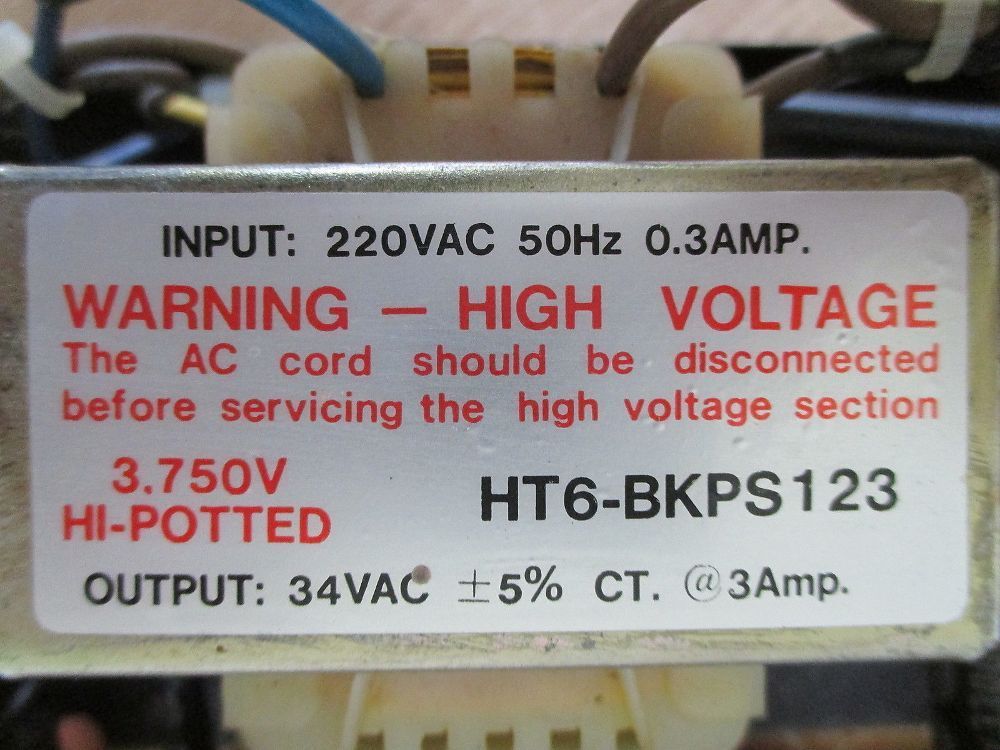 INPUT: 220VAC 50Hz 0.3AMP.
WARNING — HIGH VOLTAGE
The AC cord should be disconnected
before servicing the high voltage section
3.750V
HI-POTTED
HT6-BKPS123
OUTPUT: 34VAC ±5% CT. @3Amp.